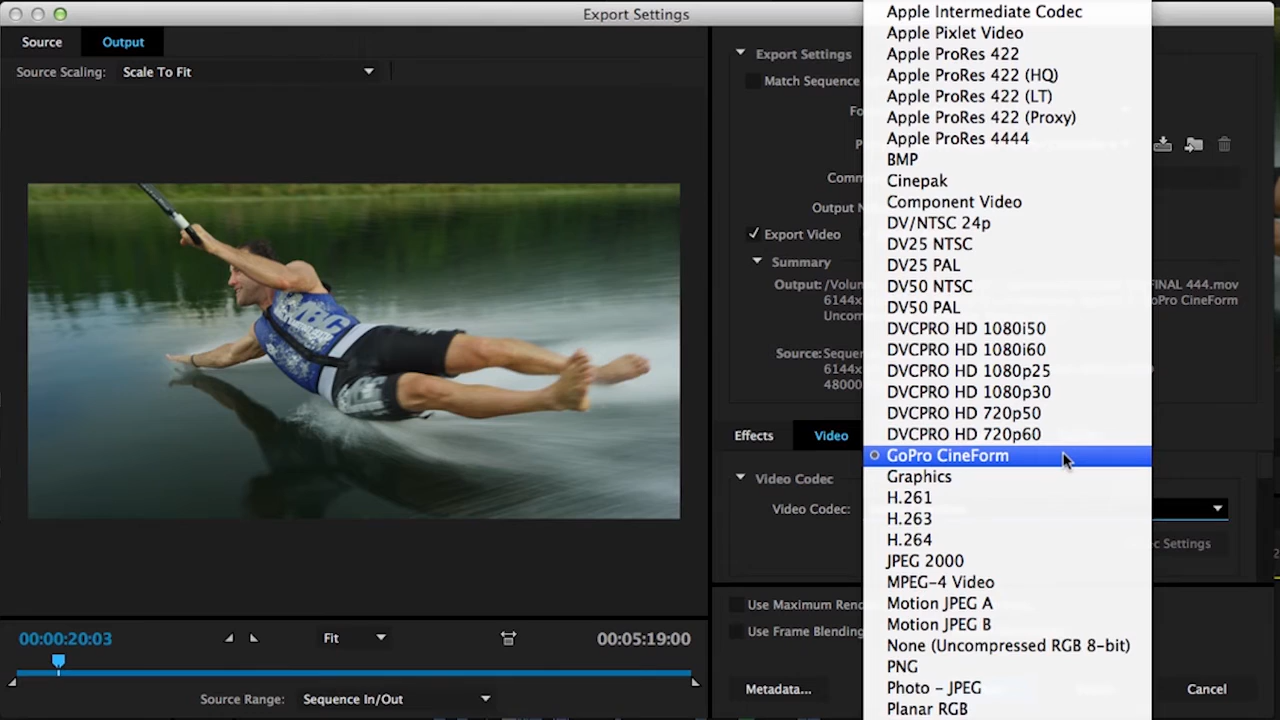 Export Settings
Source
Output
Source Scaling:
Scale To Fit
00:00:20:03
Fit
00:05:19:00
Source Range:
Sequence In/Out
Export Settings
Match Sequence
Output
Export Video
Summary
Output: /Volum
FINAL 444.mov
6144x
GoPro CineForm
Uncom
Source: Sequen
6144x
48000
Effects
Video
Video Codec
Video Codec:
Settings
Use Maximum Ren
Use Frame Blending
Metadata...
Cancel
Apple Intermediate Codec
Apple Pixlet Video
Apple ProRes 422
Apple ProRes 422 (HQ)
Apple ProRes 422 (LT)
Apple ProRes 422 (Proxy)
Apple ProRes 4444
BMP
Cinepak
Component Video
DV/NTSC 24p
DV25 NTSC
DV25 PAL
DV50 NTSC
DV50 PAL
DVCPRO HD 1080i50
DVCPRO HD 1080i60
DVCPRO HD 1080p25
DVCPRO HD 1080p30
DVCPRO HD 720p50
DVCPRO HD 720p60
GoPro CineForm
Graphics
H.261
H.263
H.264
JPEG 2000
MPEG-4 Video
Motion JPEG A
Motion JPEG B
None (Uncompressed RGB 8-bit)
PNG
Photo - JPEG
Planar RGB